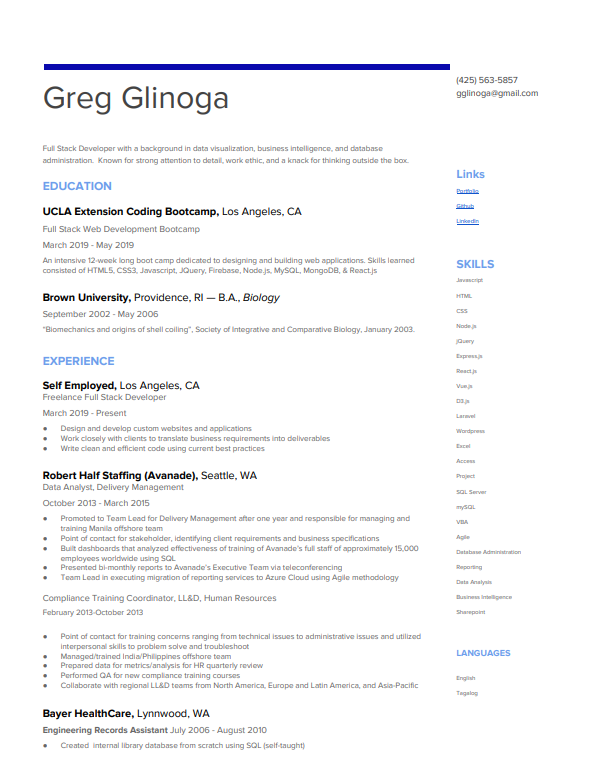 Greg Glinoga
(425) 563-5857
gglinoga@gmail.com
Full Stack Developer with a background in data visualization, business intelligence, and database
administration. Known for strong attention to detail, work ethic, and a knack for thinking outside the box.
EDUCATION
UCLA Extension Coding Bootcamp, Los Angeles, CA
Full Stack Web Development Bootcamp
March 2019 - May 2019
An intensive 12-week long boot camp dedicated to designing and building web applications. Skills learned
consisted of HTML5, CSS3, Javascript, JQuery, Firebase, Node.js, MySQL, MongoDB, & React.js
Brown University, Providence, RI — B.A., Biology
September 2002 - May 2006
"Biomechanics and origins of shell coiling", Society of Integrative and Comparative Biology, January 2003.
EXPERIENCE
Self Employed, Los Angeles, CA
Freelance Full Stack Developer
March 2019 - Present
● Design and develop custom websites and applications
● Work closely with clients to translate business requirements into deliverables
● Write clean and efficient code using current best practices
Robert Half Staffing (Avanade), Seattle, WA
Data Analyst, Delivery Management
October 2013 - March 2015
● Promoted to Team Lead for Delivery Management after one year and responsible for managing and
training Manila offshore team
● Point of contact for stakeholder, identifying client requirements and business specifications
● Built dashboards that analyzed effectiveness of training of Avanade's full staff of approximately 15,000
employees worldwide using SQL
● Presented bi-monthly reports to Avanade's Executive Team via teleconferencing
● Team Lead in executing migration of reporting services to Azure Cloud using Agile methodology
Compliance Training Coordinator, LL&D, Human Resources
February 2013-October 2013
● Point of contact for training concerns ranging from technical issues to administrative issues and utilized
interpersonal skills to problem solve and troubleshoot
● Managed/trained India/Philippines offshore team
● Prepared data for metrics/analysis for HR quarterly review
● Performed QA for new compliance training courses
● Collaborate with regional LL&D teams from North America, Europe and Latin America, and Asia-Pacific
Bayer HealthCare, Lynnwood, WA
Engineering Records Assistant July 2006 - August 2010
● Created internal library database from scratch using SQL (self-taught)
Links
Portfolio
Github
LinkedIn
SKILLS
Javascript
HTML
CSS
Node.js
jQuery
Express.js
React.js
Vue.js
D3.js
Laravel
Wordpress
Excel
Access
Project
SQL Server
mySQL
VBA
Agile
Database Administration
Reporting
Data Analysis
Business Intelligence
Sharepoint
LANGUAGES
English
Tagalog